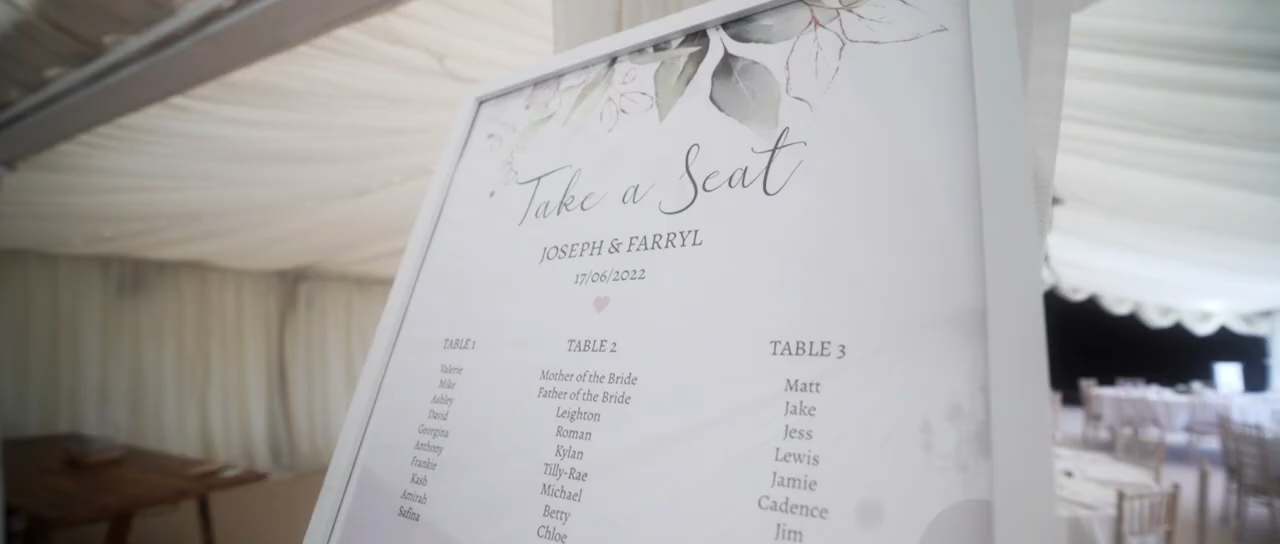 Take a Seat
JOSEPH & FARRYL
17/06/2022
TABLE 1
Valerie
Mike
Ashley
David
Georgina
Anthony
Frankie
Kash
Amirah
Safina
TABLE 2
Mother of the Bride
Father of the Bride
Leighton
Roman
Kylan
Tilly-Rae
Michael
Betty
Chloe
TABLE 3
Matt
Jake
Jess
Lewis
Jamie
Cadence
Jim